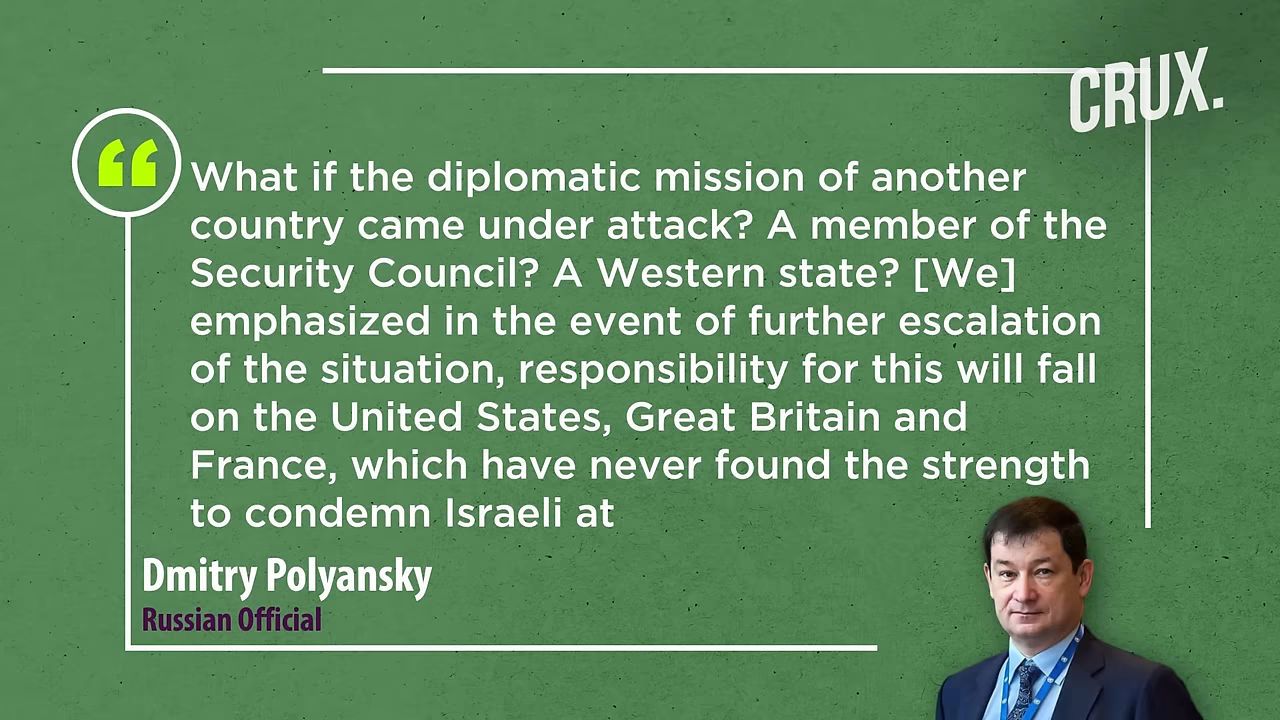 CRUX.
What if the diplomatic mission of another
country came under attack? A member of the
Security Council? A Western state? [We]
emphasized in the event of further escalation
of the situation, responsibility for this will fall
on the United States, Great Britain and
France, which have never found the strength
to condemn Israeli at
Dmitry Polyansky
Russian Official